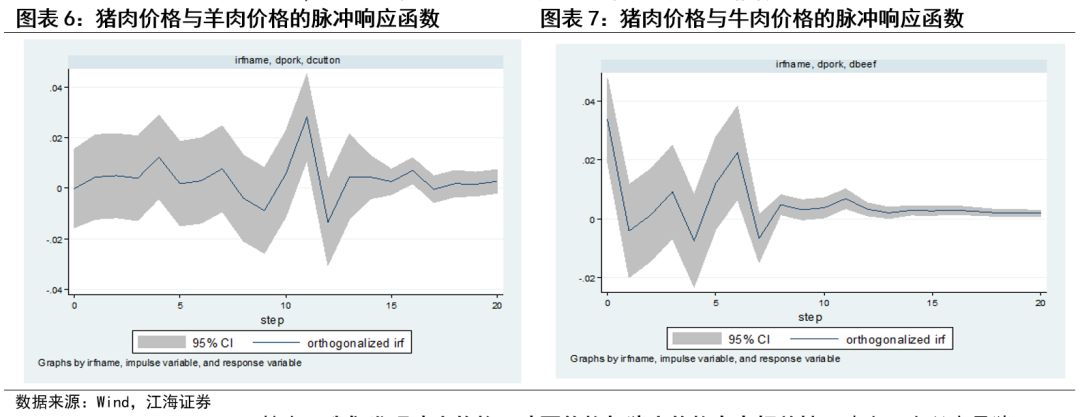 图表 6：猪肉价格与羊肉价格的脉冲响应函数
irfname, dpork, dcutton
.04
.02
0
-.02
-.04
0
5
10
15
20
step
95% CI
orthogonalized irf
Graphs by irfname, impulse variable, and response variable
图表 7：猪肉价格与牛肉价格的脉冲响应函数
irfname, dpork, dbeef
.04
.02
0
-.02
0
5
10
15
20
step
95% CI
orthogonalized irf
Graphs by irfname, impulse variable, and response variable
数据来源：Wind，江海证券